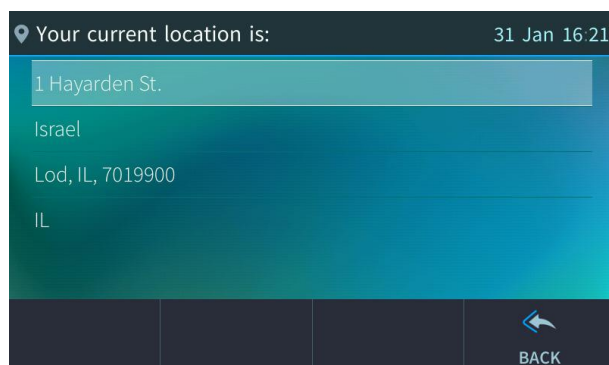 Your current location is:
31 Jan 16:21
1 Hayarden St.
Israel
Lod, IL, 7019900
IL
BACK